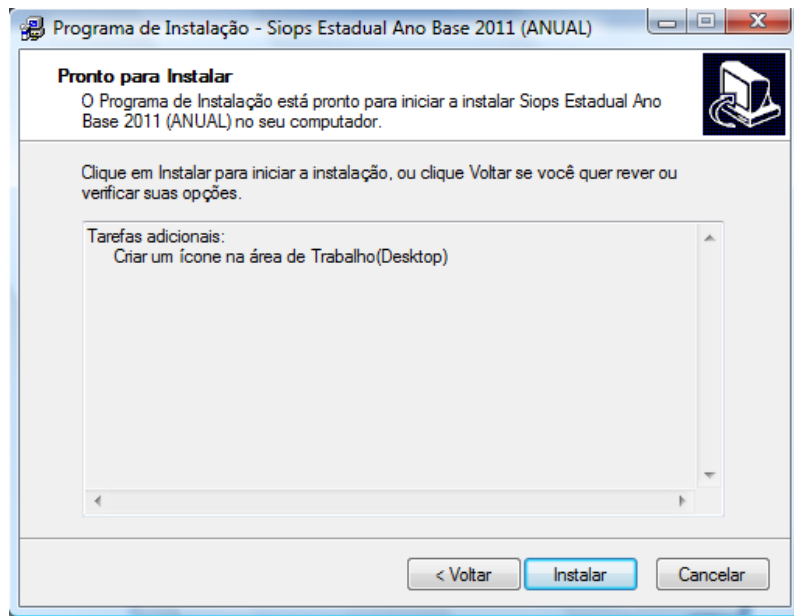 Programa de Instalação - Siops Estadual Ano Base 2011 (ANUAL)
Pronto para Instalar
O Programa de Instalação está pronto para iniciar a instalar Siops Estadual Ano
Base 2011 (ANUAL) no seu computador.
Clique em Instalar para iniciar a instalação, ou clique Voltar se você quer rever ou
verificar suas opções.
Tarefas adicionais:
Criar um ícone na área de Trabalho(Desktop)
< Voltar
Instalar
Cancelar